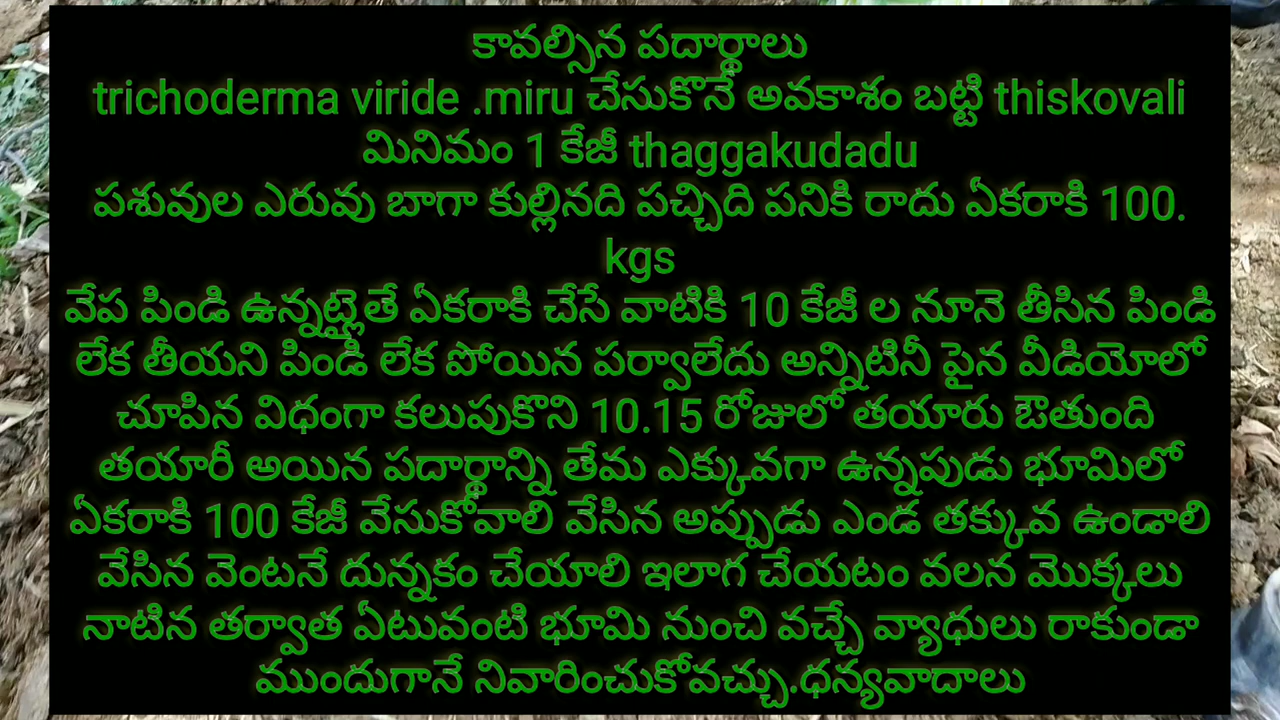 కావల్సిన పదార్థాలు
trichoderma viride .miru చేసుకొనే అవకాశం బట్టి thiskovali
మినిమం 1 కేజీ thaggakudadu
పశువుల ఎరువు బాగా కుల్లినది పచ్చిది పనికి రాదు ఏకరాకి 100.
kgs
వేప పిండి ఉన్నట్లైతే ఏకరాకి చేసే వాటికి 10 కేజీ ల నూనె తీసిన పిండి
లేక తీయని పిండి లేక పోయిన పర్వాలేదు అన్నిటినీ పైన వీడియోలో
చూపిన విధంగా కలుపుకొని 10.15 రోజులో తయారు ఔతుంది
తయారీ అయిన పదార్థాన్ని తేమ ఎక్కువగా ఉన్నపుడు భూమిలో
ఏకరాకి 100 కేజీ వేసుకోవాలి వేసిన అప్పుడు ఎండ తక్కువ ఉండాలి
వేసిన వెంటనే దున్నకం చేయాలి ఇలాగ చేయటం వలన మొక్కలు
నాటిన తర్వాత ఏటువంటి భూమి నుంచి వచ్చే వ్యాధులు రాకుండా
ముందుగానే నివారించుకోవచ్చు.ధన్యవాదాలు